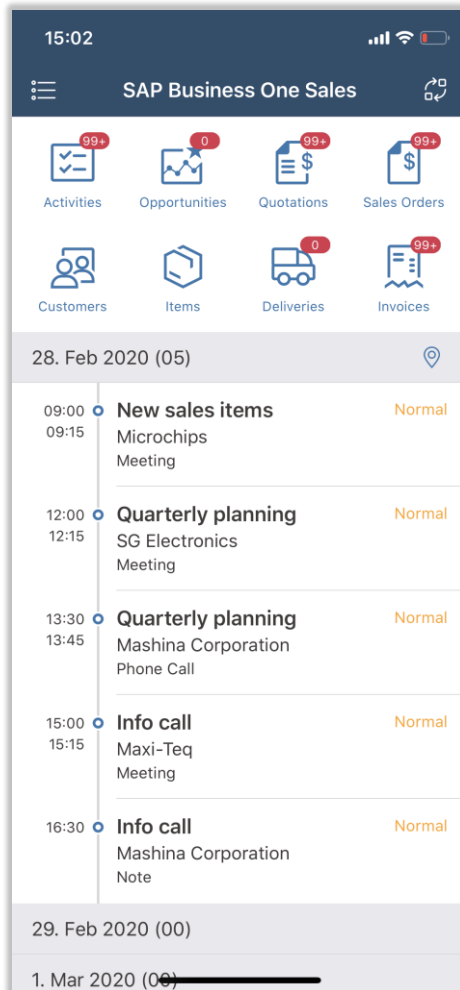 15:02
SAP Business One Sales
99+ 0 99+ 99+
Activities Opportunities Quotations Sales Orders
0 99+
Customers Items Deliveries Invoices
28. Feb 2020 (05)
09:00 New sales items Normal
09:15 Microchips
Meeting
12:00 Quarterly planning Normal
12:15 SG Electronics
Meeting
13:30 Quarterly planning Normal
13:45 Mashina Corporation
Phone Call
15:00 Info call Normal
15:15 Maxi-Teq
Meeting
16:30 Info call Normal
Mashina Corporation
Note
29. Feb 2020 (00)
1. Mar 2020